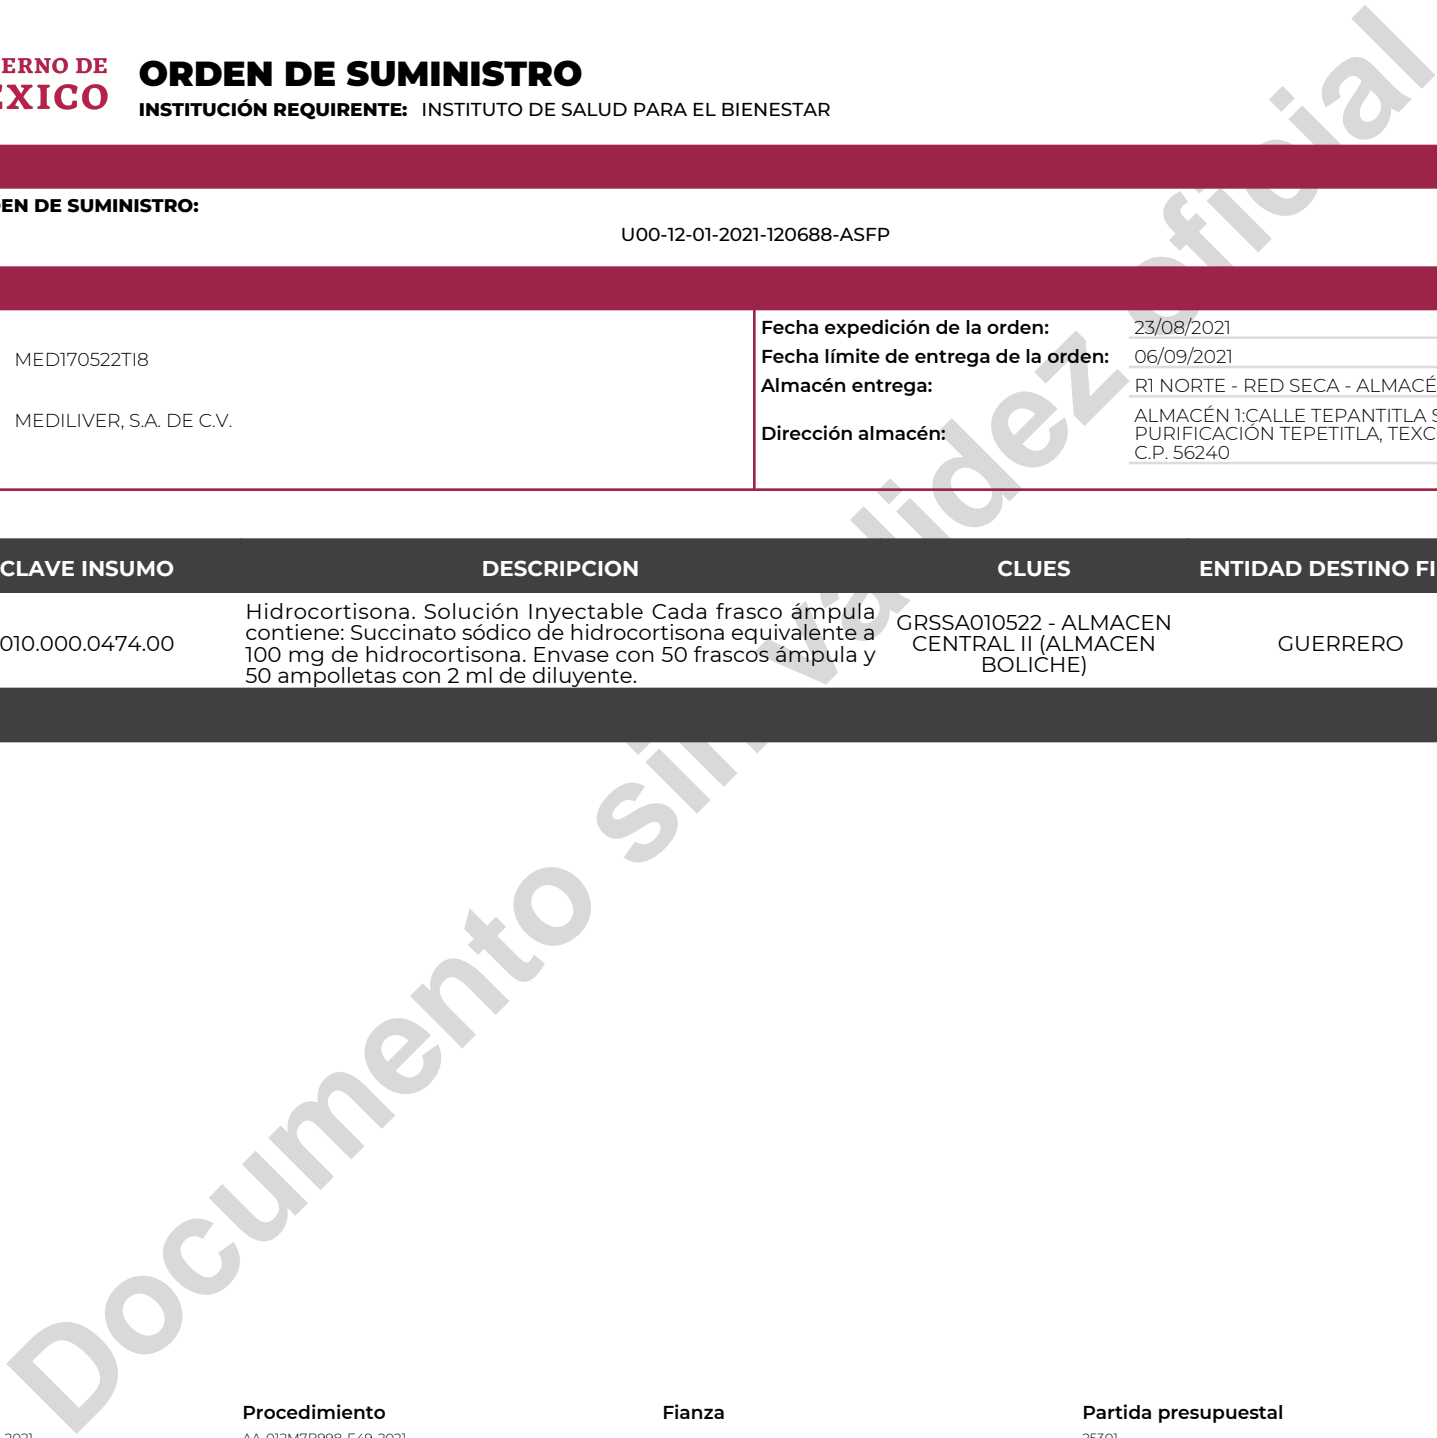 ERNO DE
ORDEN DE SUMINISTRO
EXICO
INSTITUCIÓN REQUIRENTE: INSTITUTO DE SALUD PARA EL BIENESTAR
EN DE SUMINISTRO:
U00-12-01-2021-120688-ASFP
MED170522TI8
MEDILIVER, S.A. DE C.V.
Fecha expedición de la orden: 23/08/2021
Fecha límite de entrega de la orden: 06/09/2021
Almacén entrega: R1 NORTE - RED SECA - ALMACÉ
Dirección almacén:
ALMACÉN 1:CALLE TEPANTITLA S
PURIFICACIÓN TEPETITLA, TEXC
C.P. 56240
CLAVE INSUMO DESCRIPCION CLUES ENTIDAD DESTINO FI
010.000.0474.00
Hidrocortisona. Solución Inyectable Cada frasco ámpula
contiene: Succinato sódico de hidrocortisona equivalente a
100 mg de hidrocortisona. Envase con 50 frascos ámpula y
50 ampolletas con 2 ml de diluyente.
GRSSA010522 - ALMACEN
CENTRAL II (ALMACEN
BOLICHE)
GUERRERO
Documento sin validez oficial
Procedimiento Fianza Partida presupuestal